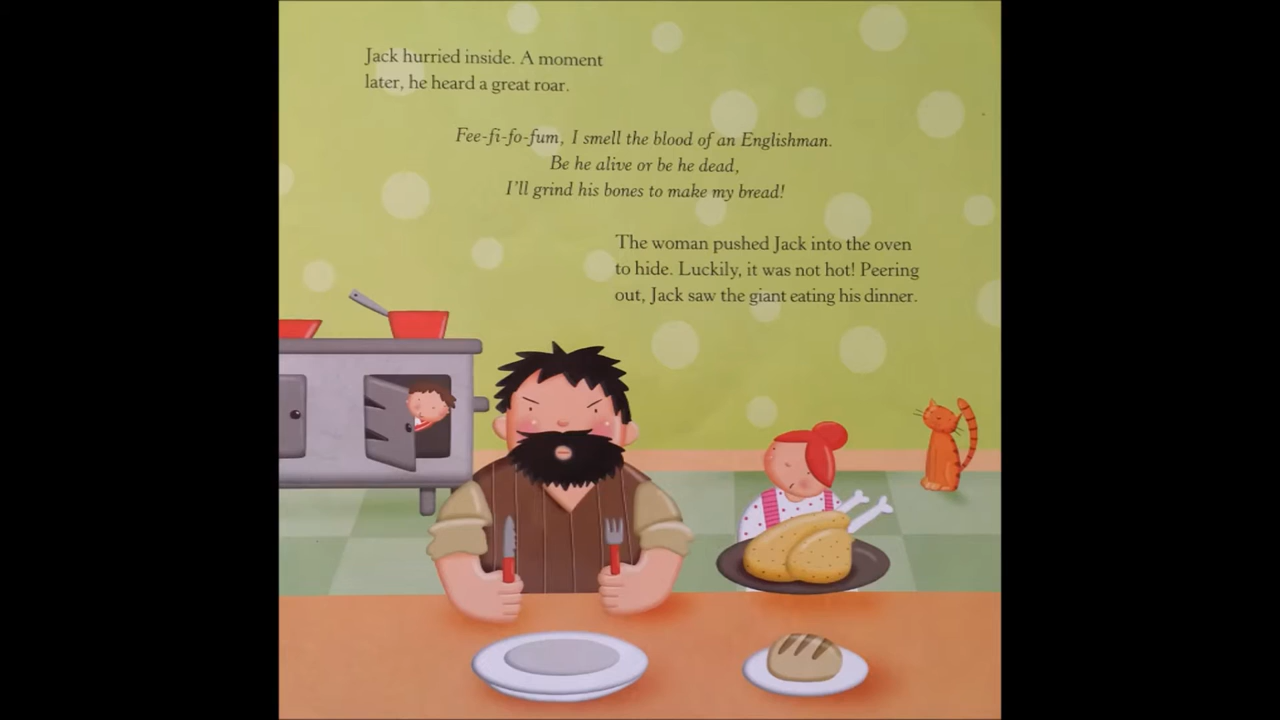 Jack hurried inside. A moment
later, he heard a great roar.
Fee-fi-fo-fum, I smell the blood of an Englishman.
Be he alive or be he dead,
I'll grind his bones to make my bread!
The woman pushed Jack into the oven
to hide. Luckily, it was not hot! Peering
out, Jack saw the giant eating his dinner.